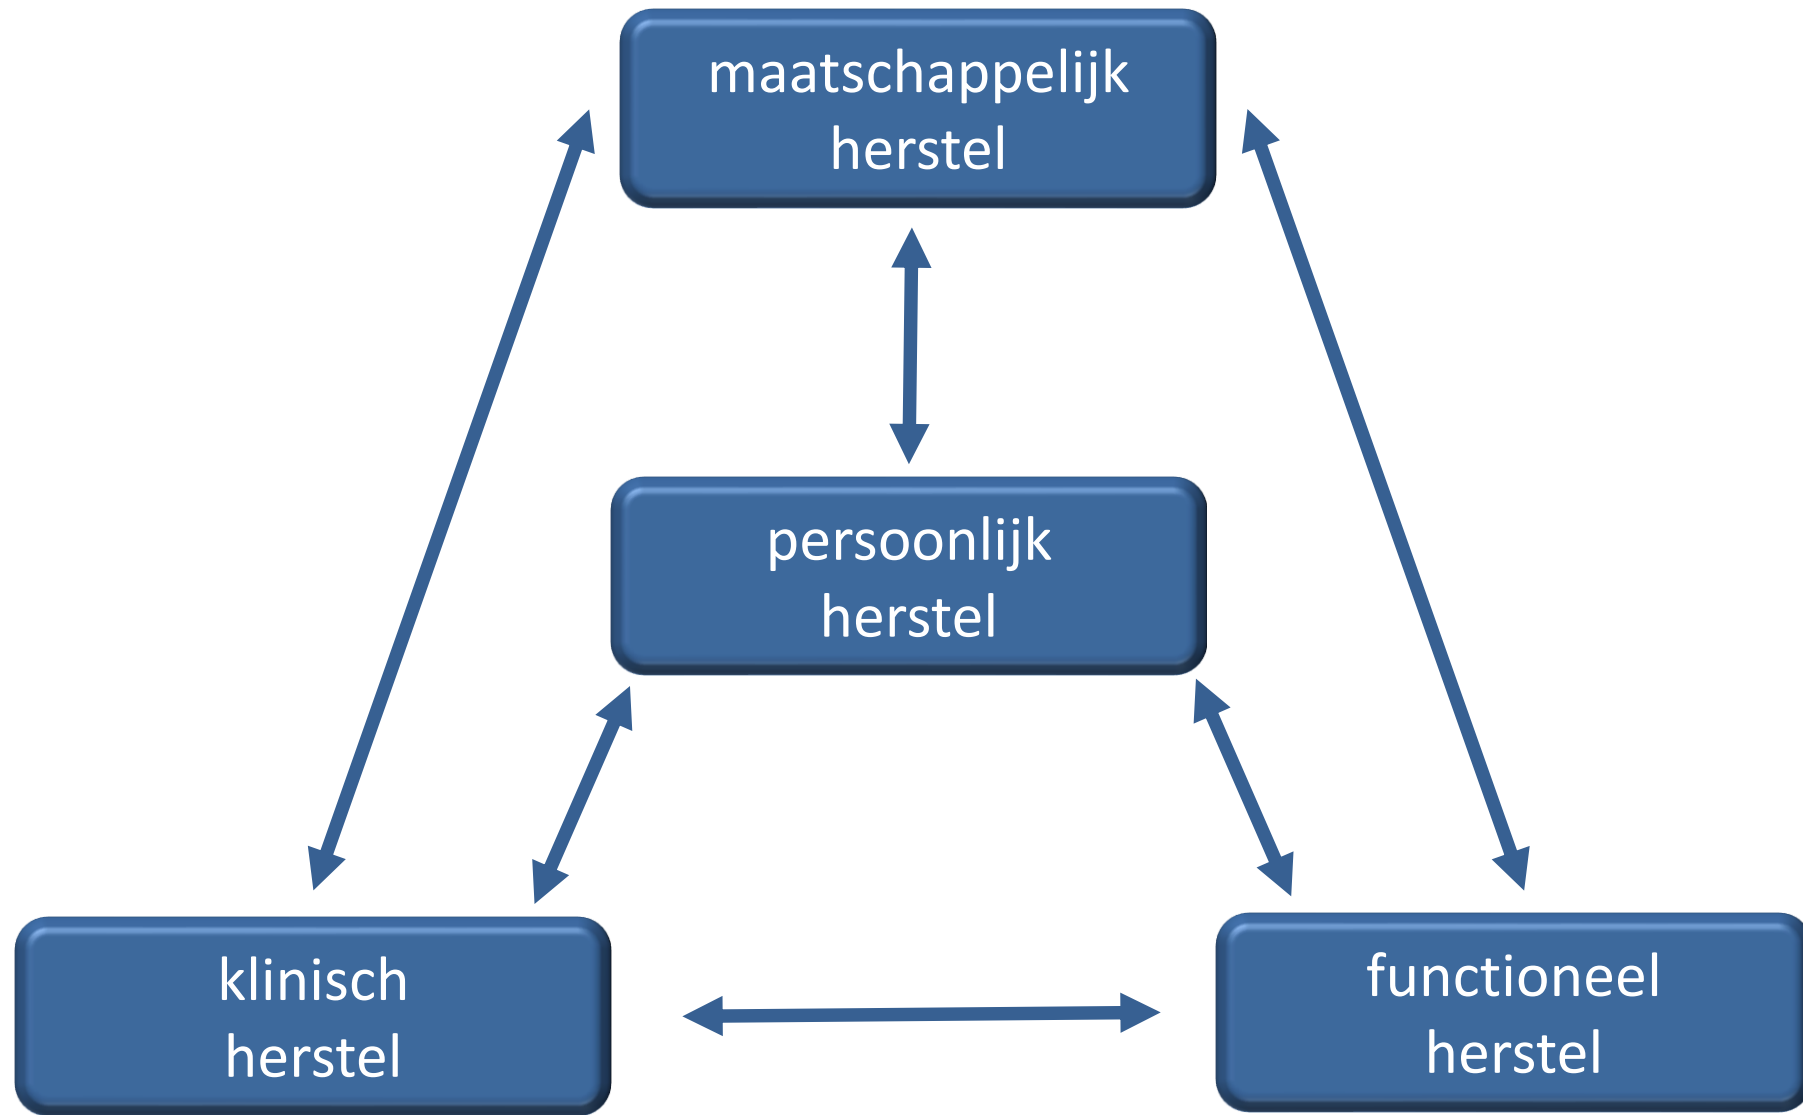 maatschappelijk
herstel
persoonlijk
herstel
klinisch
herstel
functioneel
herstel